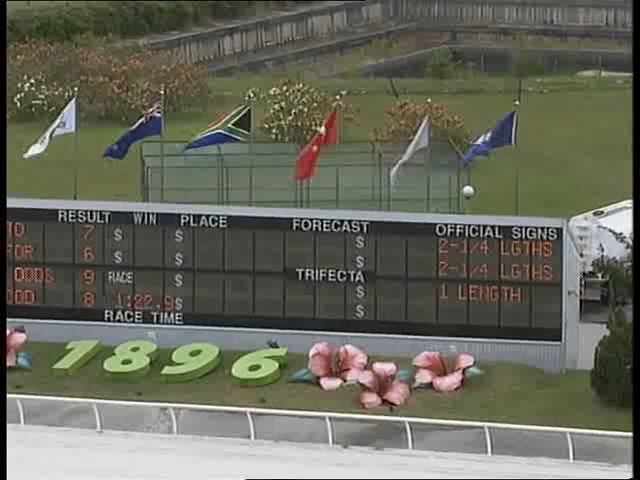 RESULT WIN PLACE FORECAST OFFICIAL SIGNS
7 $ $ $ 2-1/4 LGTHS
6 $ $ $ 2-1/4 LGTHS
9 RACE $ TRIFECTA $ 1 LENGTH
8 1:22.9 $ $
RACE TIME
1896